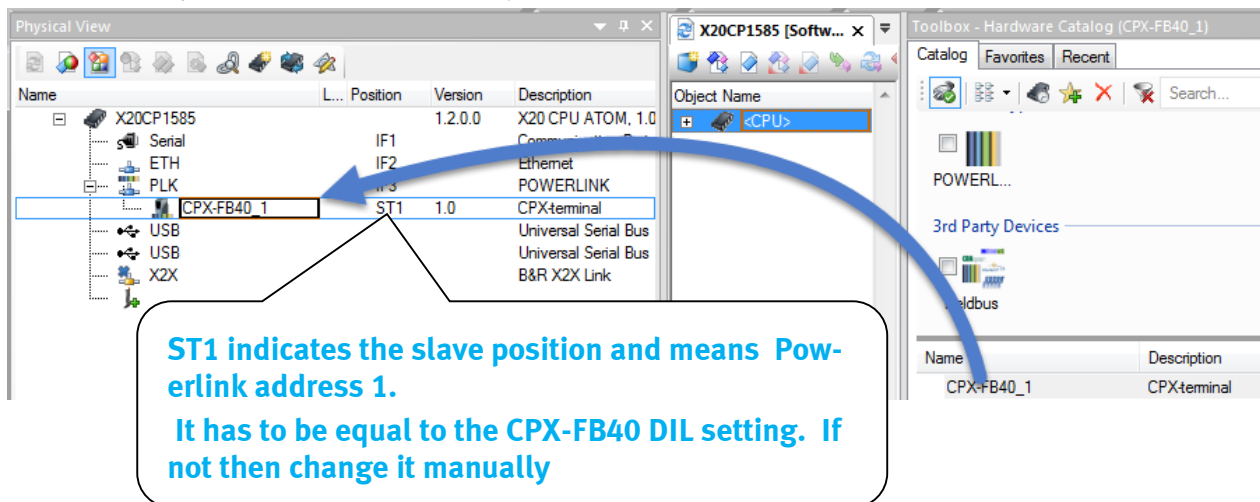 Physical View
X20CP1585 [Softw... x
Toolbox - Hardware Catalog (CPX-FB40_1)
Catalog Favorites Recent
Search...
Name L... Position Version Description
Object Name
X20CP1585 1.2.0.0 X20 CPU ATOM, 1.0
<CPU>
Serial IF1
ETH IF2 Ethernet
PLK IF3 POWERLINK
CPX-FB40_1 ST1 1.0 CPX-terminal
USB Universal Serial Bus
USB Universal Serial Bus
X2X B&R X2X Link
POWERL...
3rd Party Devices
Name Description
CPX-FB40_1 CPX-terminal
ST1 indicates the slave position and means Pow-
erlink address 1.
It has to be equal to the CPX-FB40 DIL setting. If
not then change it manually